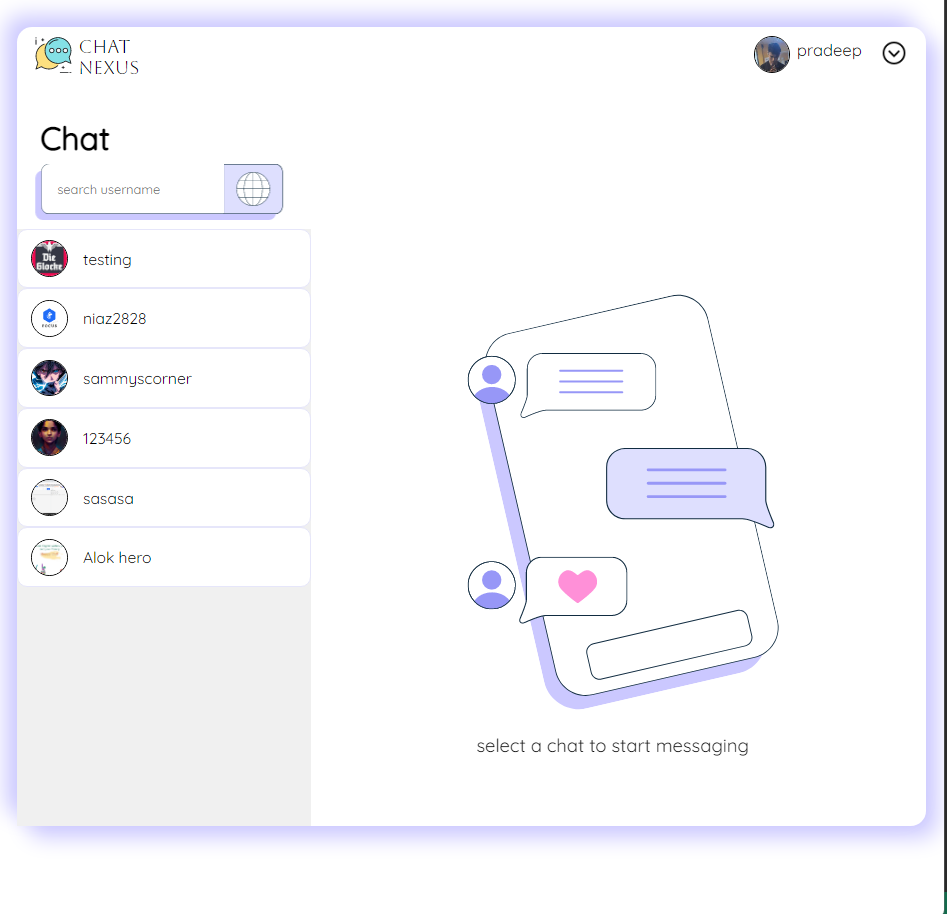 CHAT
NEXUS
pradeep
Chat
search username
Die
Glocke
testing
FOCUS
niaz2828
sammyscorner
123456
sasasa
Alok hero
select a chat to start messaging